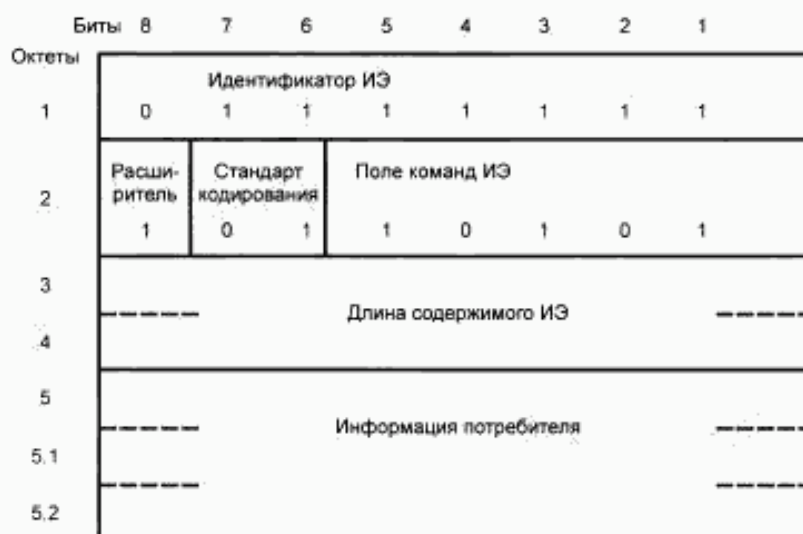 Биты 8 7 6 5 4 3 2 1
Октеты
Идентификатор ИЭ
1 0 1 1 1 1 1 1 1
Расши- Стандарт Поле команд ИЭ
ритель кодирования
2
1 0 1 1 0 1 0 1
3
Длина содержимого ИЭ
4
5
Информация потребителя
5.1
5.2